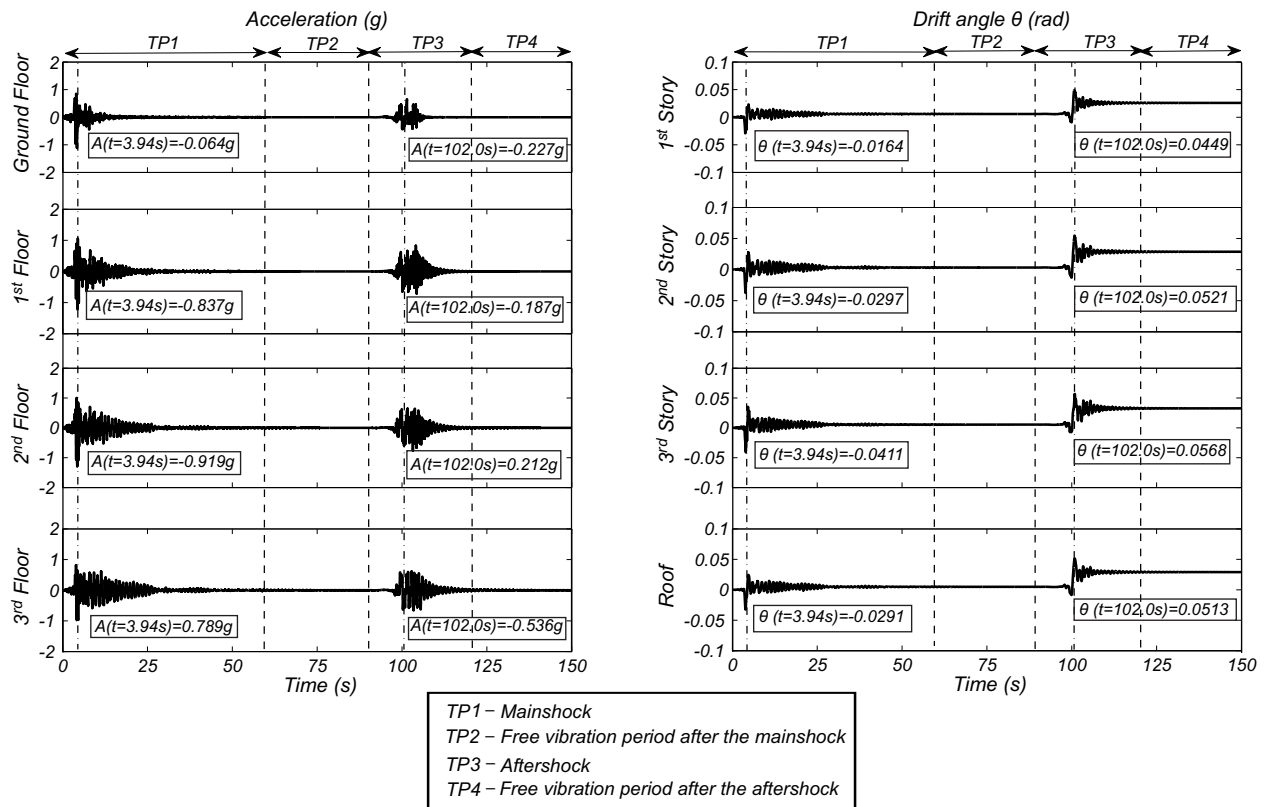 Acceleration (g)
TP1 TP2 TP3 TP4
Ground Floor
2
1
0
-1
-2
A(t=3.94s)=-0.064g
A(t=102.0s)=-0.227g
1st Floor
2
0
-1
-2
A(t=3.94s)=-0.837g
A(t=102.0s)=-0.187g
2nd Floor
2
1
0
-1
-2
A(t=3.94s)=-0.919g
A(t=102.0s)=0.212g
3rd Floor
2
1
0
-1
-2
A(t=3.94s)=0.789g
A(t=102.0s)=-0.536g
0 25 50 75 100 125 150
Time (s)
Drift angle θ (rad)
TP1 TP2 TP3 TP4
1st Story
0.1
0.05
0
-0.05
-0.1
θ (t=3.94s)=-0.0164
θ (t=102.0s)=0.0449
2nd Story
0.1
0.05
0
-0.05
-0.1
θ (t=3.94s)=-0.0297
θ (t=102.0s)=0.0521
3rd Story
0.1
0.05
0
-0.05
-0.1
θ (t=3.94s)=-0.0411
θ (t=102.0s)=0.0568
Roof
0.1
0.05
0
-0.05
-0.1
θ (t=3.94s)=-0.0291
θ (t=102.0s)=0.0513
0 25 50 75 100 125 150
Time (s)
TP1 – Mainshock
TP2 – Free vibration period after the mainshock
TP3 – Aftershock
TP4 – Free vibration period after the aftershock